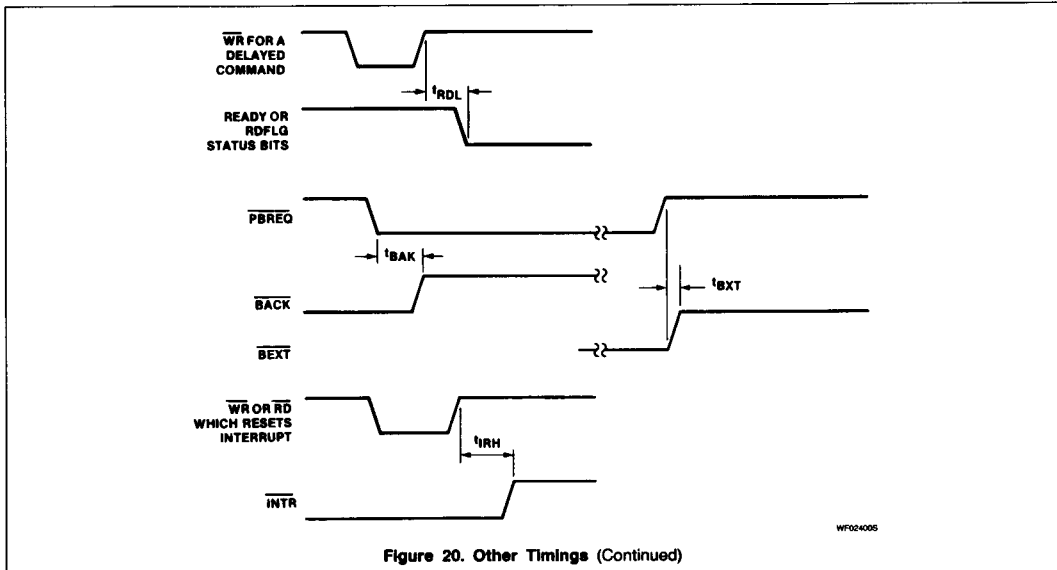 WR FOR A
DELAYED
COMMAND
tRDL
READY OR
RDFLG
STATUS BITS
PBREQ
tBAK
BACK
tBXT
BEXT
WR OR RD
WHICH RESETS
INTERRUPT
tIRH
INTR
WF02400S
Figure 20. Other Timings (Continued)